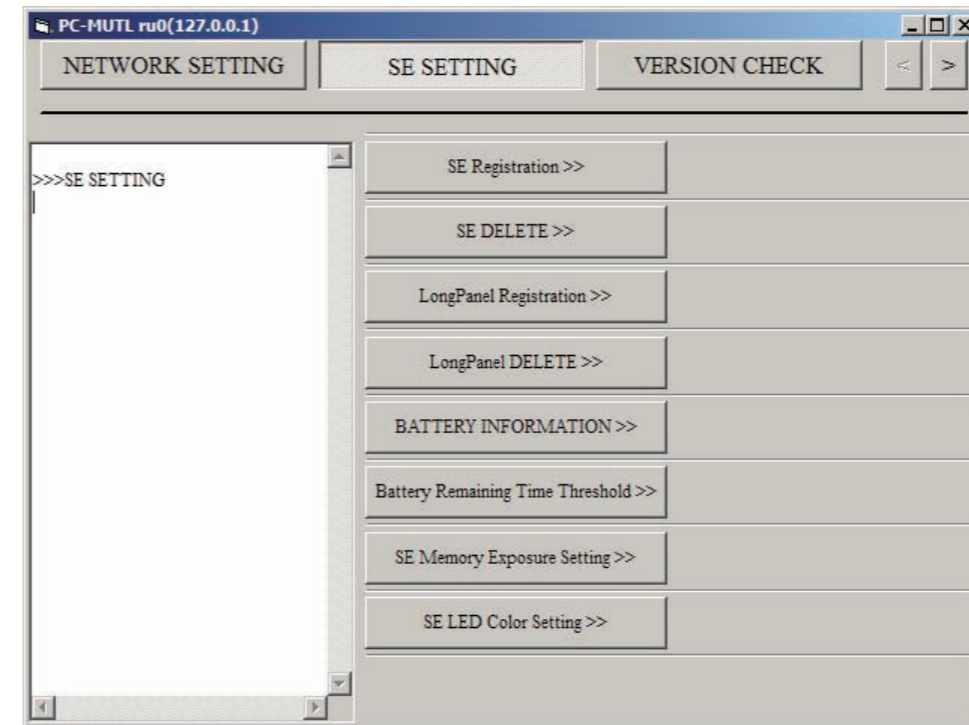 PC-MUTL ru0(127.0.0.1)
NETWORK SETTING
SE SETTING
VERSION CHECK
<
>
>>>SE SETTING
SE Registration >>
SE DELETE >>
LongPanel Registration >>
LongPanel DELETE >>
BATTERY INFORMATION >>
Battery Remaining Time Threshold >>
SE Memory Exposure Setting >>
SE LED Color Setting >>